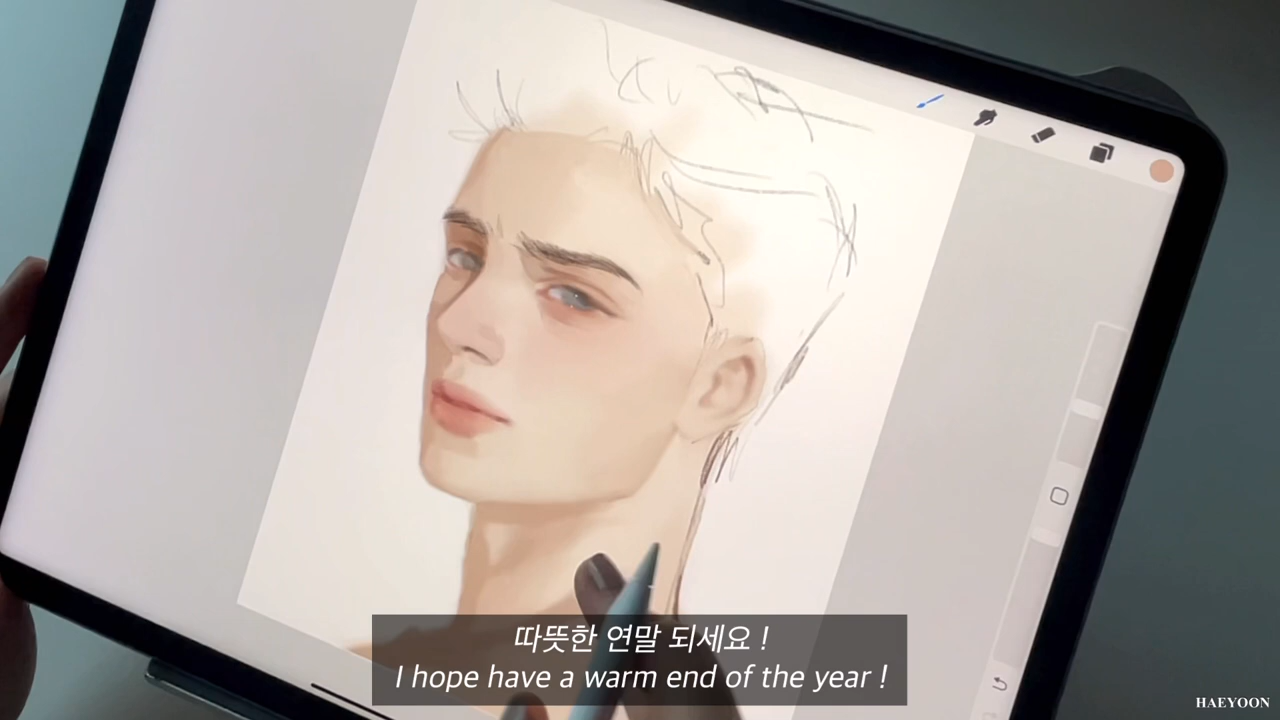 따뜻한 연말 되세요 !
I hope have a warm end of the year !
HAEYOON